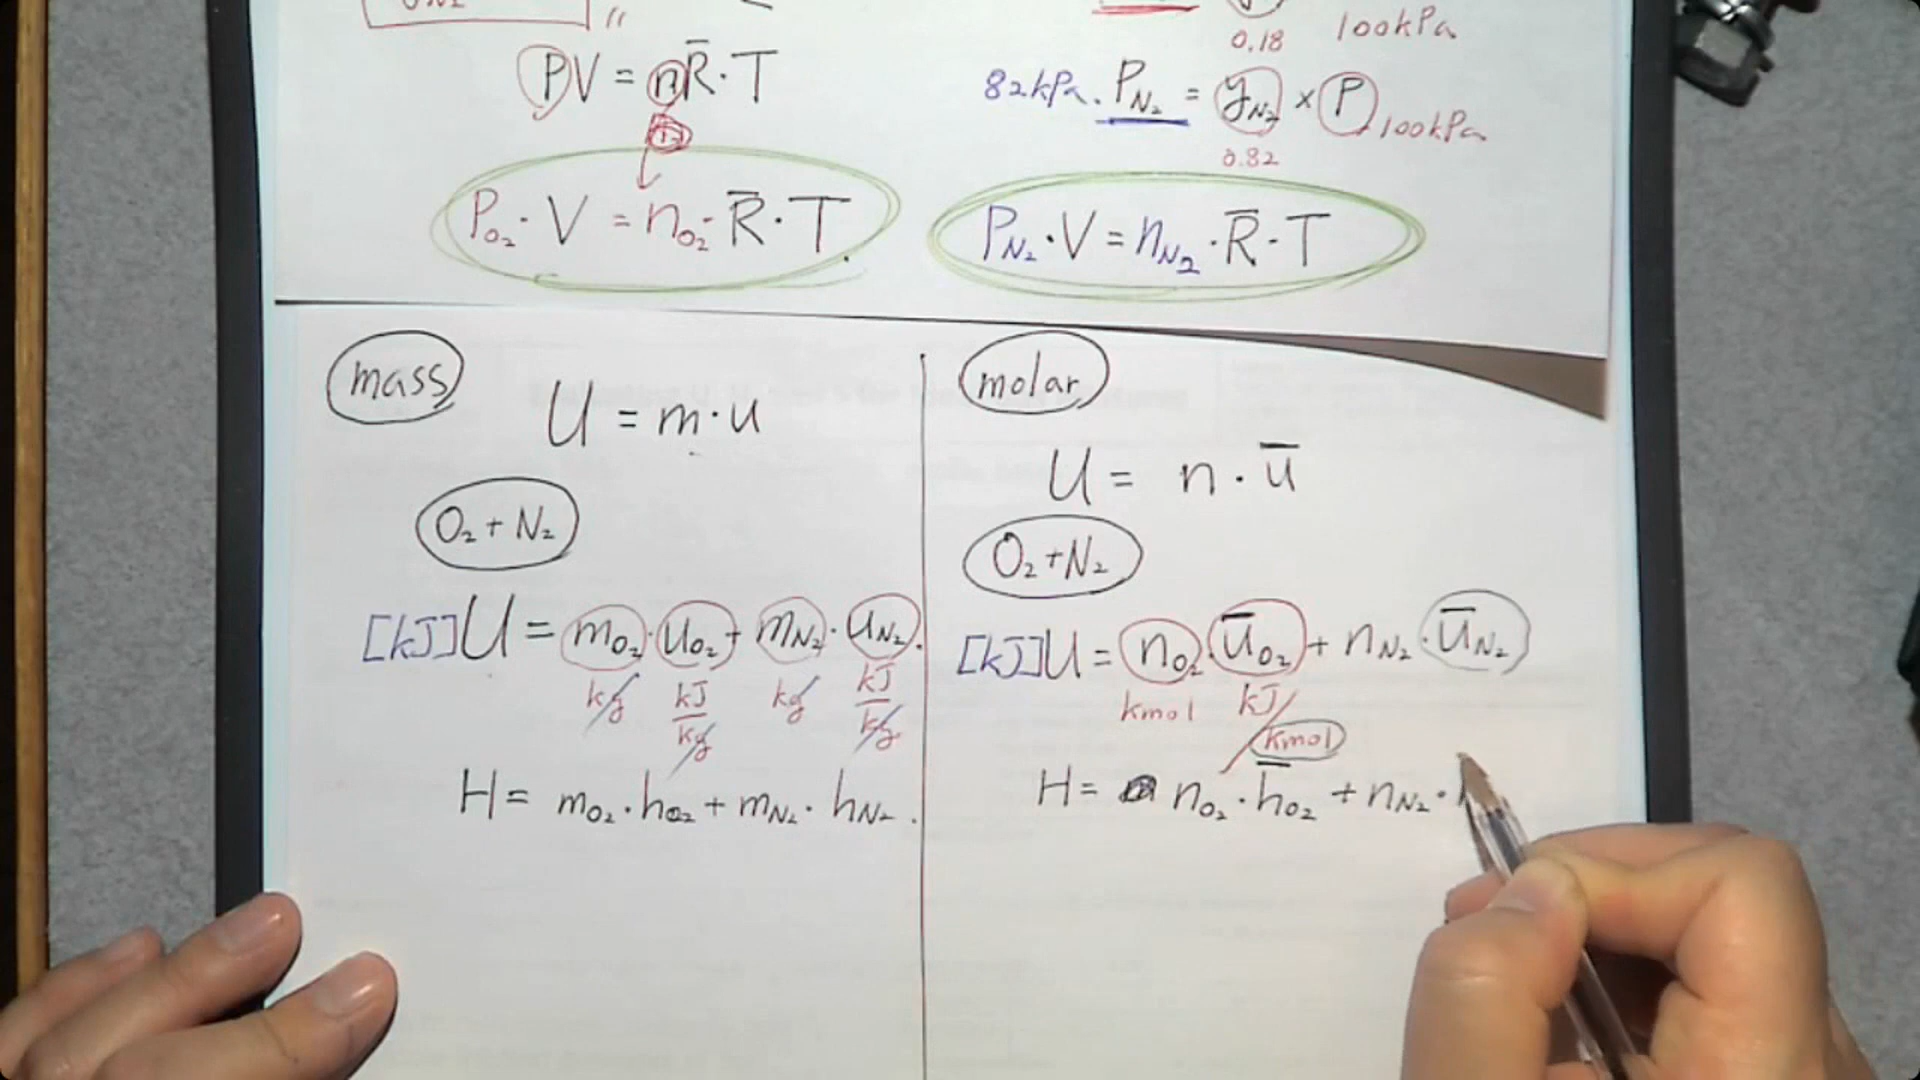 100kPa
0.18
PV = nR̄·T
82kPa. P_N₂ = y_N₂ × P 100kPa
0.82
P_O₂·V = n_O₂·R̄·T
P_N₂·V = n_N₂·R̄·T
mass
U = m·u
O₂ + N₂
[kJ] U = m_O₂·u_O₂ + m_N₂·u_N₂.
kg kJ/kg kg kJ/kg
H = m_O₂·h_O₂ + m_N₂·h_N₂.
molar
U = n·ū
O₂ + N₂
[kJ] U = n_O₂·ū_O₂ + n_N₂·ū_N₂
kmol kJ/kmol
H = n_O₂·h̄_O₂ + n_N₂·